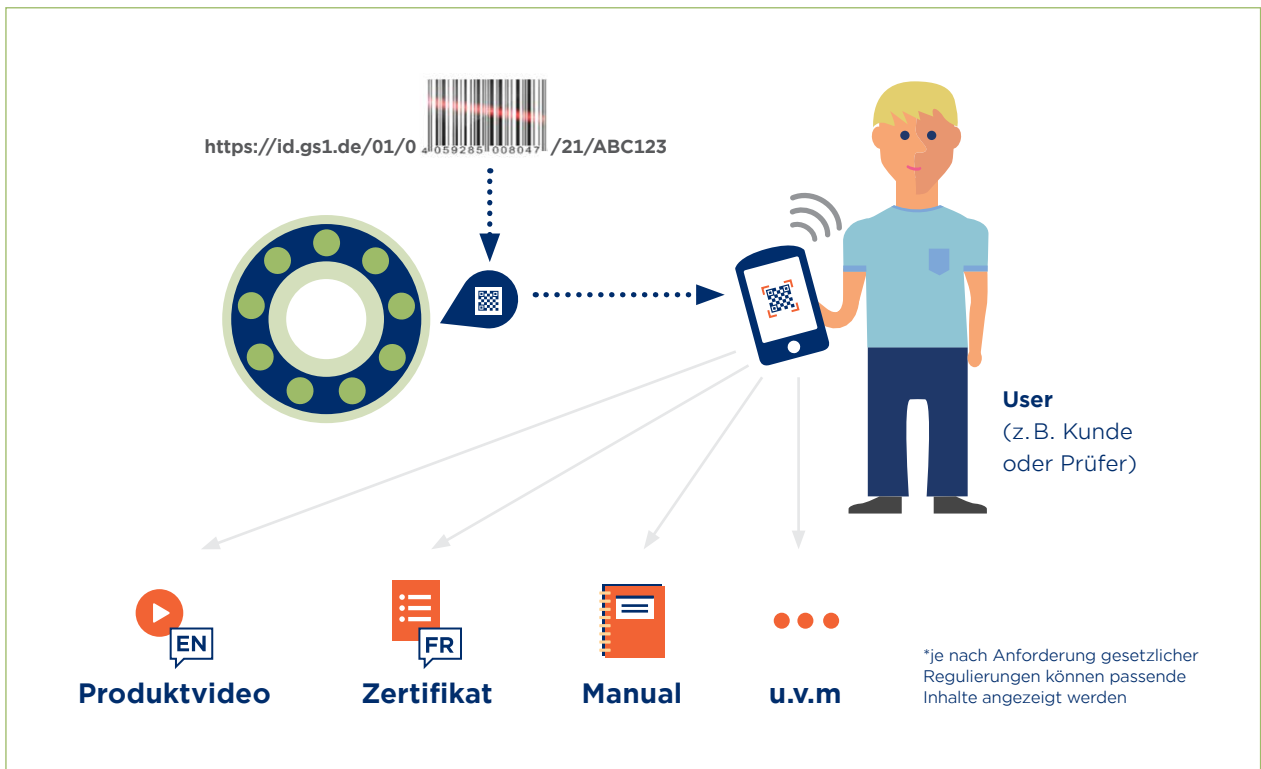 https://id.gs1.de/01/0 4 059285 008047 /21/ABC123
User
(z. B. Kunde
oder Prüfer)
EN
FR
Produktvideo
Zertifikat
Manual
u.v.m
*je nach Anforderung gesetzlicher
Regulierungen können passende
Inhalte angezeigt werden